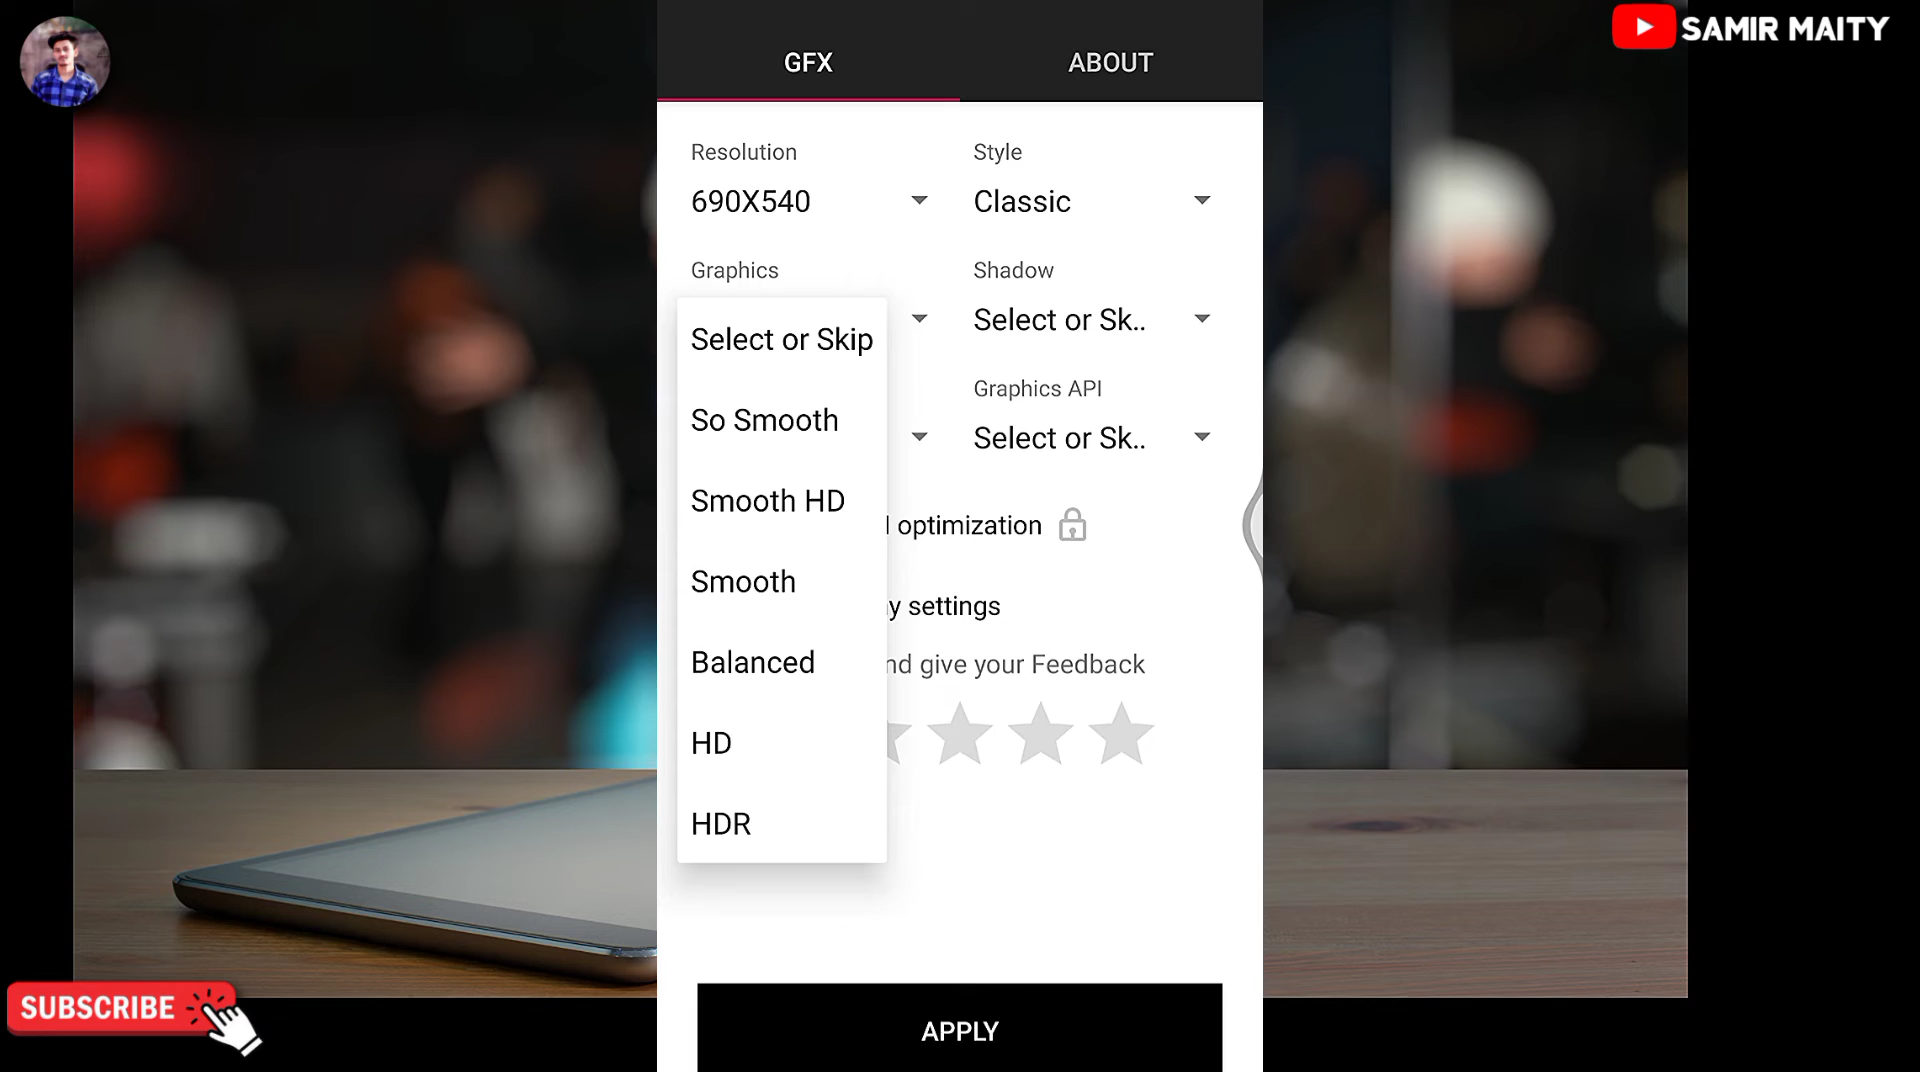 SAMIR MAITY
GFX
ABOUT
Resolution
Style
690X540
Classic
Graphics
Shadow
Select or Skip
Select or Sk..
So Smooth
Graphics API
Select or Sk..
Smooth HD
optimization
Smooth
settings
Balanced
give your Feedback
HD
HDR
SUBSCRIBE
APPLY